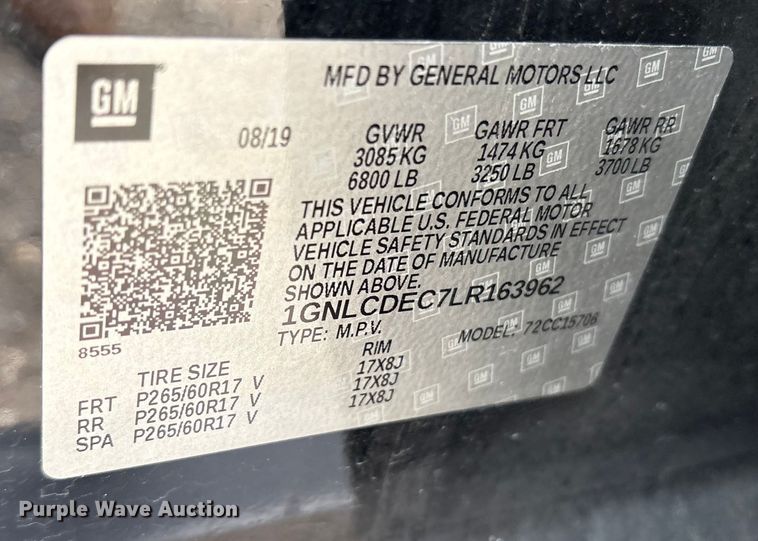 GM
MFD BY GENERAL MOTORS LLC
08/19 GVWR GAWR FRT GAWR RR
3085 KG 1474 KG 1678 KG
6800 LB 3250 LB 3700 LB
THIS VEHICLE CONFORMS TO ALL
APPLICABLE U.S. FEDERAL MOTOR
VEHICLE SAFETY STANDARDS IN EFFECT
ON THE DATE OF MANUFACTURE
SHOWN ABOVE.
1GNLCDEC7LR163962
TYPE: M.P.V. MODEL: 72CC15706
8555
TIRE SIZE RIM
FRT P265/60R17 V 17X8J
RR P265/60R17 V 17X8J
SPA P265/60R17 V 17X8J
Purple Wave Auction